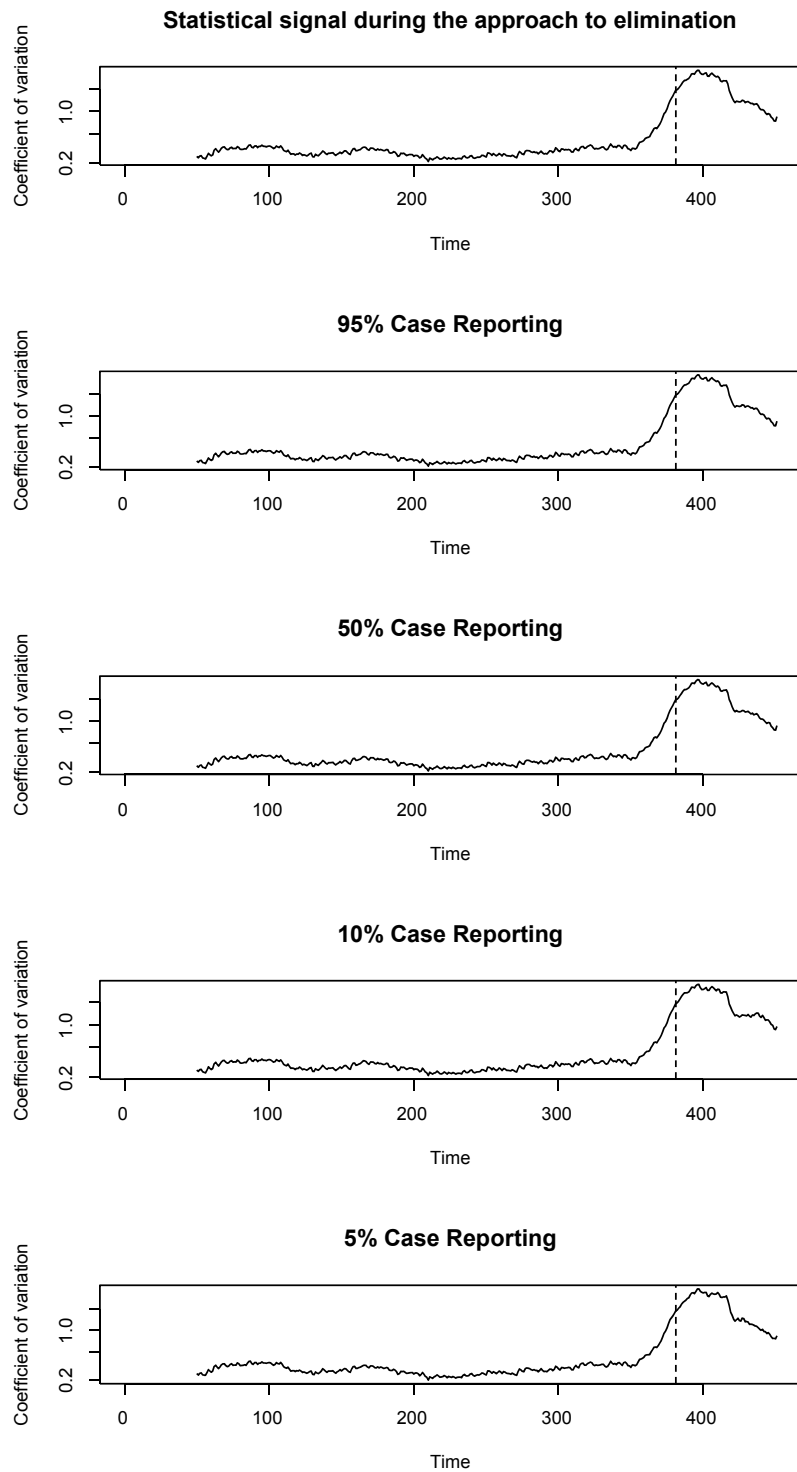 Statistical signal during the approach to elimination
Coefficient of variation
0.2 1.0
0 100 200 300 400
Time
95% Case Reporting
Coefficient of variation
0.2 1.0
0 100 200 300 400
Time
50% Case Reporting
Coefficient of variation
0.2 1.0
0 100 200 300 400
Time
10% Case Reporting
Coefficient of variation
0.2 1.0
0 100 200 300 400
Time
5% Case Reporting
Coefficient of variation
0.2 1.0
0 100 200 300 400
Time